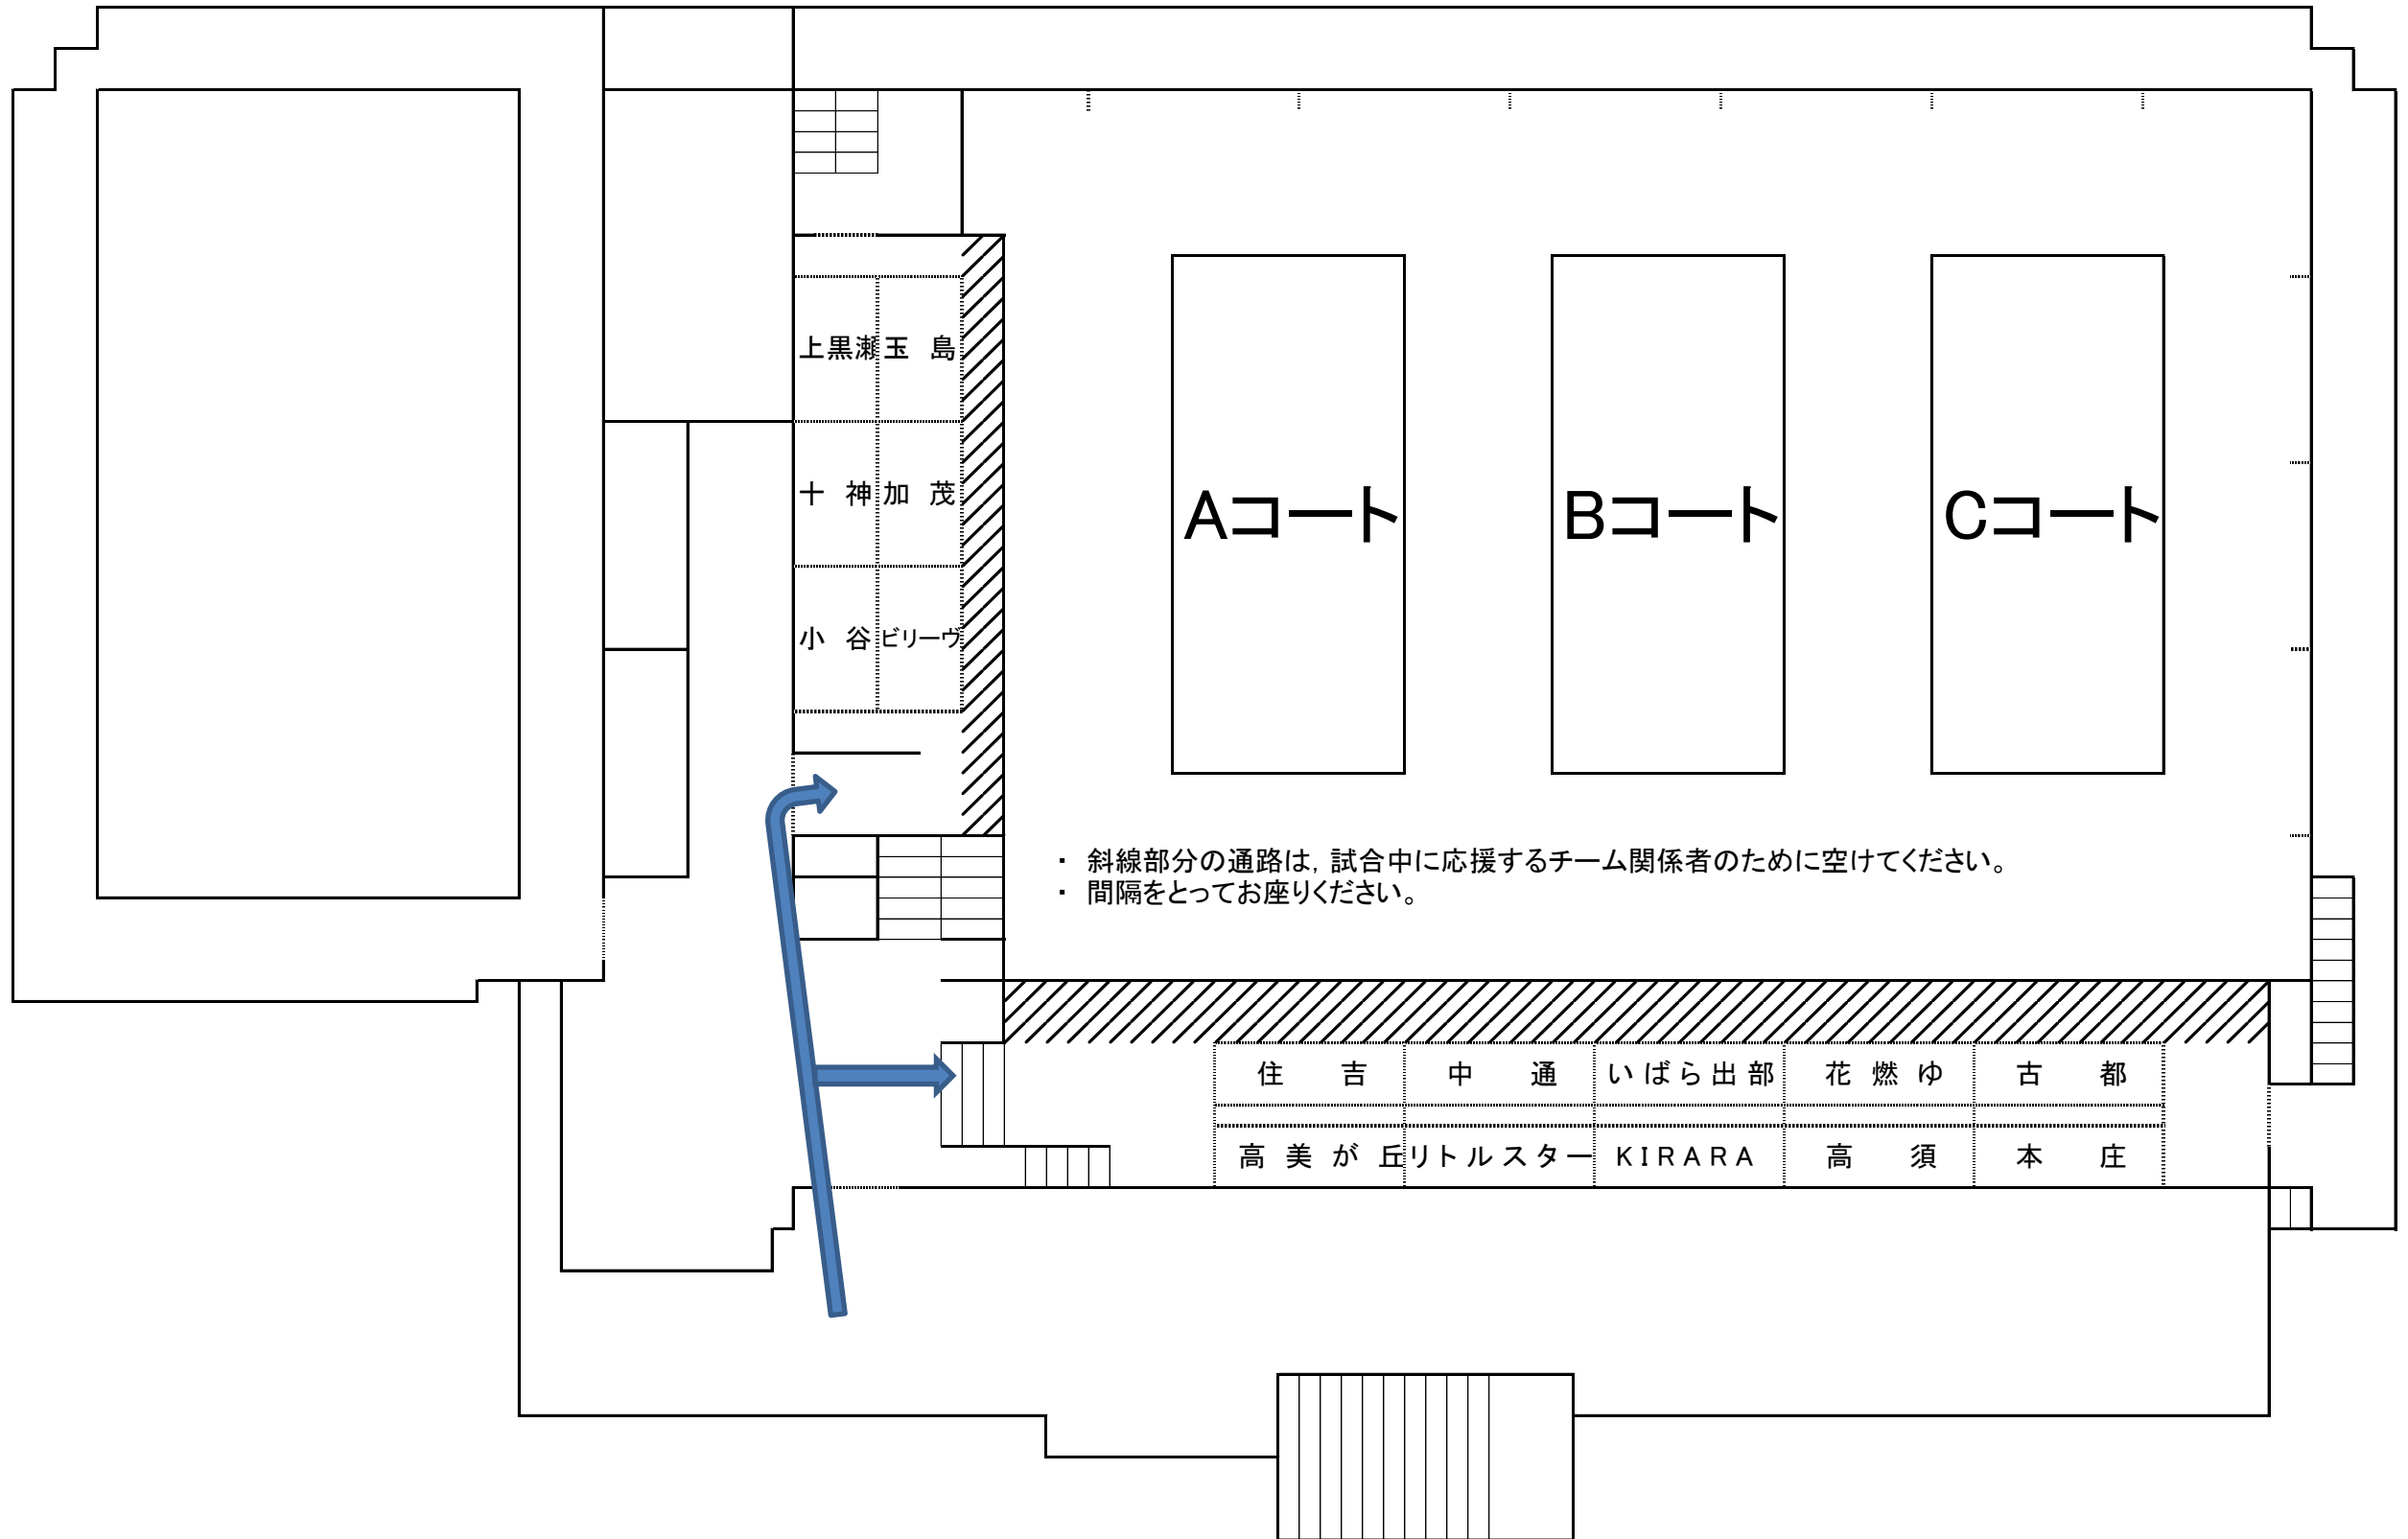 上黒瀬 玉 島
Aコート Bコート Cコート
十 神 加 茂
小 谷 ビリーヴ
・ 斜線部分の通路は，試合中に応援するチーム関係者のために空けてください。
・ 間隔をとってお座りください。
住 吉 中 通 いばら出部 花燃ゆ 古 都
高美が丘 リトルスター KIRARA 高 須 本 庄